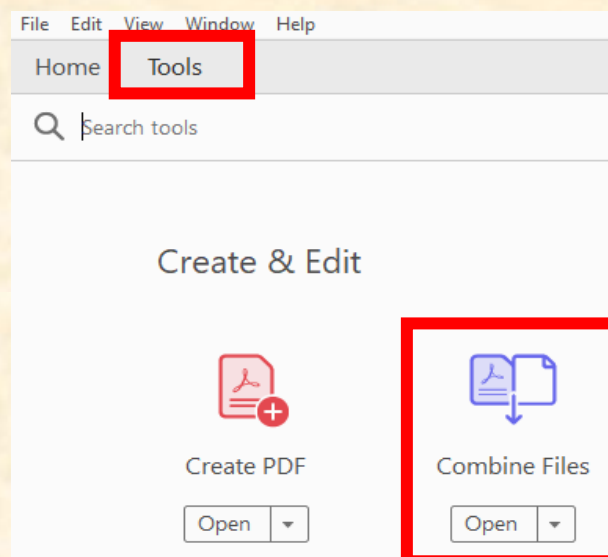 File Edit View Window Help
Home Tools
Search tools
Create & Edit
Create PDF Combine Files
Open Open